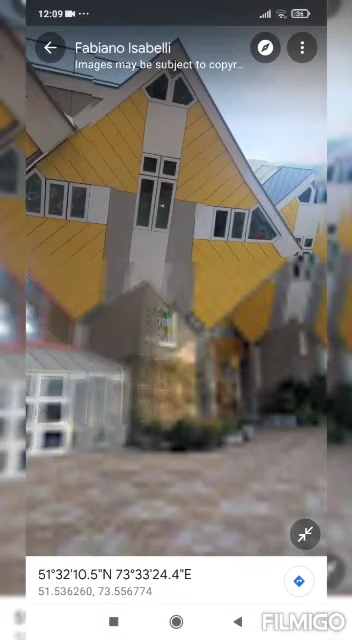 12:09
36
Fabiano Isabelli
Images may be subject to copyr...
51°32'10.5"N 73°33'24.4"E
51.536260, 73.556774
FILMIGO